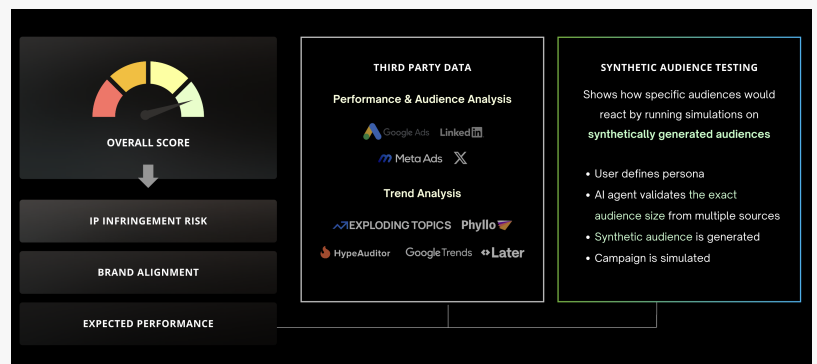 OVERALL SCORE
IP INFRINGEMENT RISK
BRAND ALIGNMENT
EXPECTED PERFORMANCE
THIRD PARTY DATA
Performance & Audience Analysis
Google Ads LinkedIn
Meta Ads X
Trend Analysis
EXPLODING TOPICS Phyllo
HypeAuditor Google Trends Later
SYNTHETIC AUDIENCE TESTING
Shows how specific audiences would
react by running simulations on
synthetically generated audiences
• User defines persona
• AI agent validates the exact
audience size from multiple sources
• Synthetic audience is generated
• Campaign is simulated